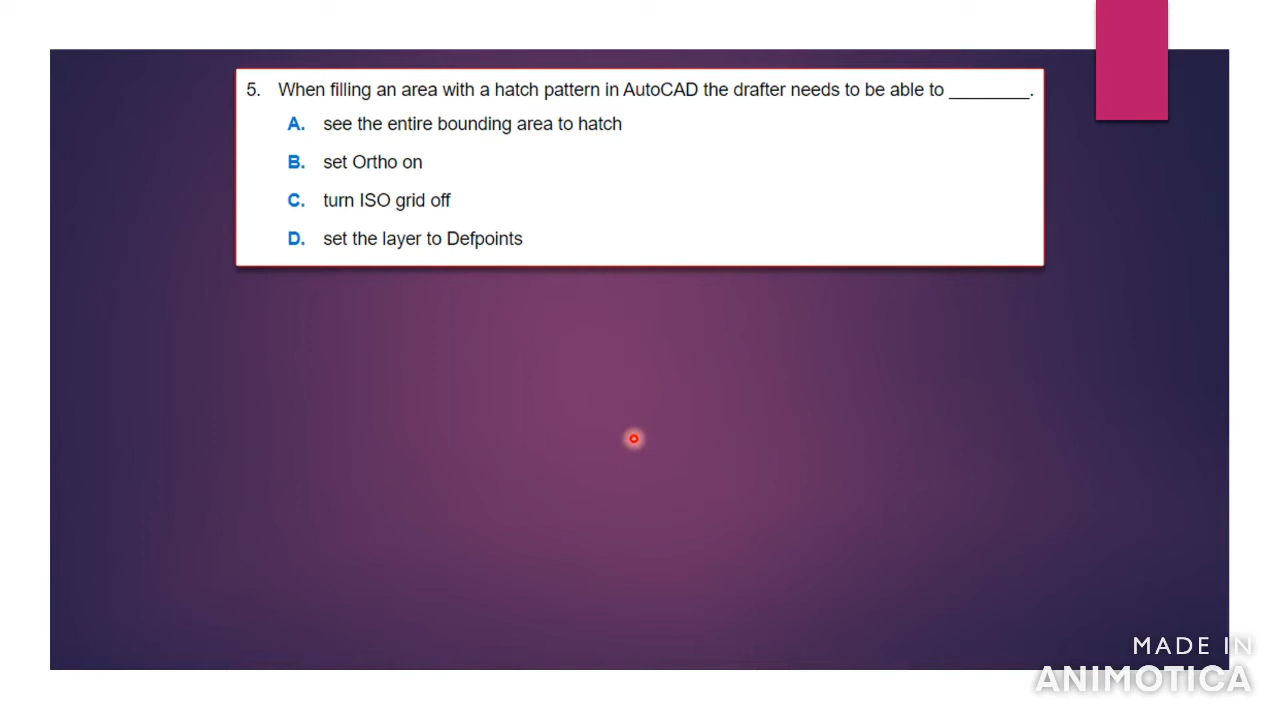 5. When filling an area with a hatch pattern in AutoCAD the drafter needs to be able to ________.
A. see the entire bounding area to hatch
B. set Ortho on
C. turn ISO grid off
D. set the layer to Defpoints
MADE IN
ANIMOTICA